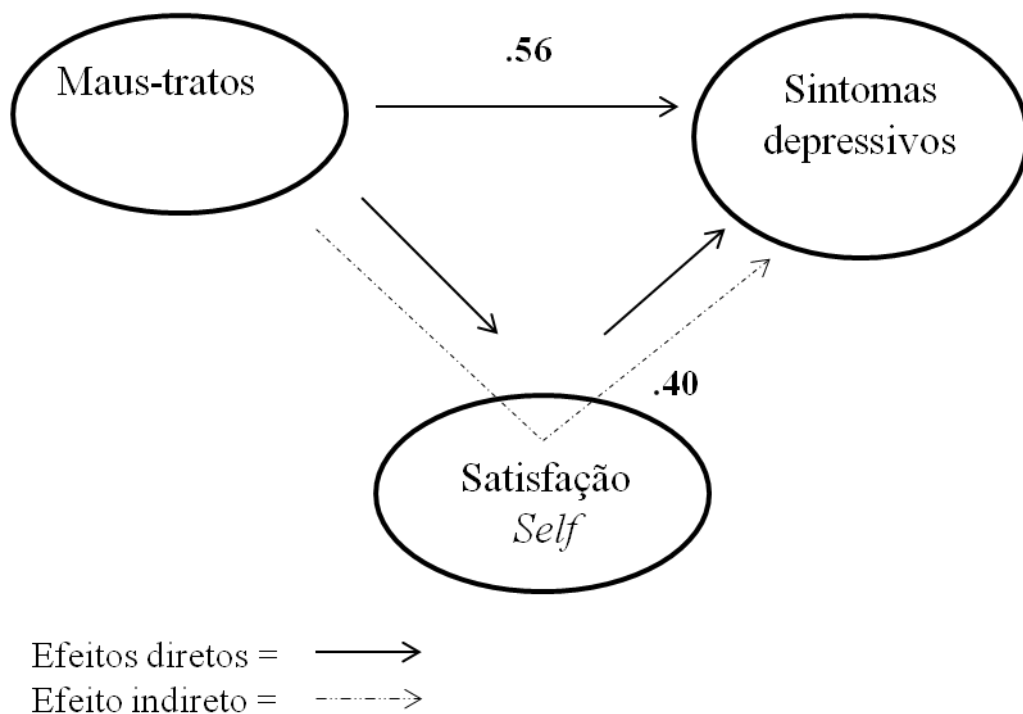 .56
Maus-tratos
Sintomas
depressivos
.40
Satisfação
Self
Efeitos diretos =
Efeito indireto =